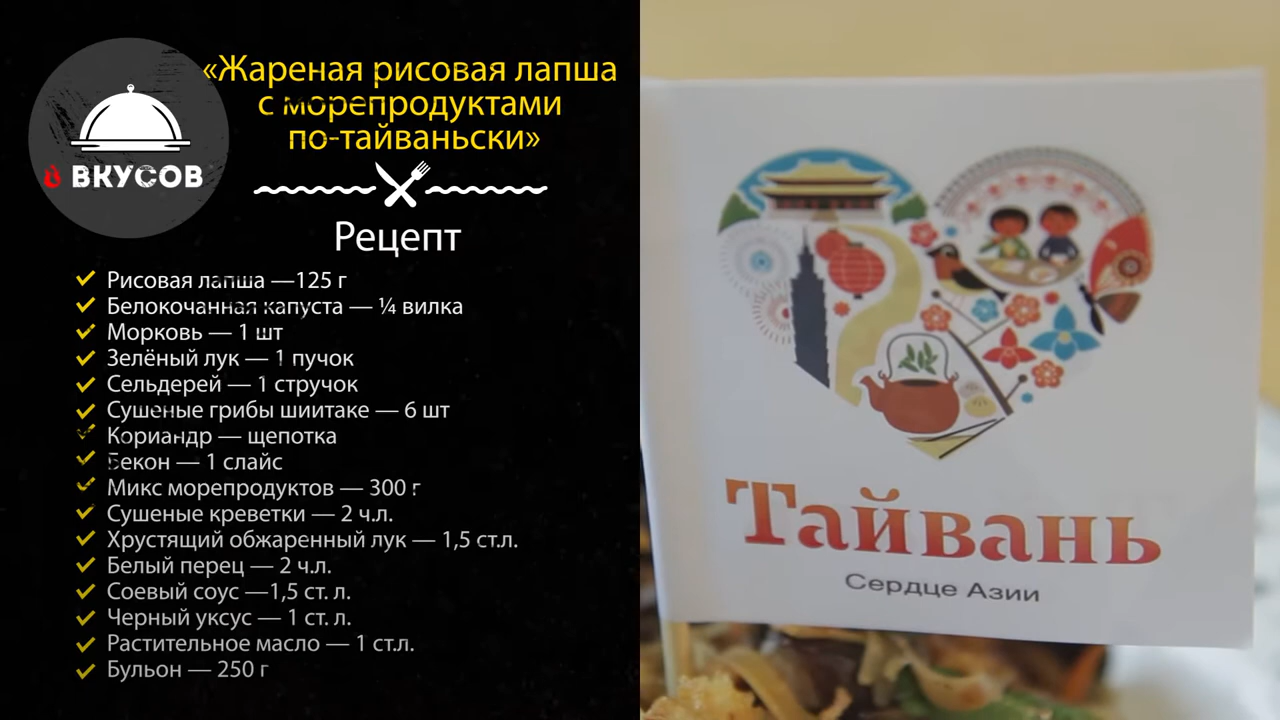 ВКУСОВ
«Жареная рисовая лапша
с морепродуктами
по-тайваньски»
Рецепт
Рисовая лапша —125 г
Белокочанная капуста — ¼ вилка
Морковь — 1 шт
Зелёный лук — 1 пучок
Сельдерей — 1 стручок
Сушеные грибы шиитаке — 6 шт
Кориандр — щепотка
Бекон — 1 слайс
Микс морепродуктов — 300 г
Сушеные креветки — 2 ч.л.
Хрустящий обжаренный лук — 1,5 ст.л.
Белый перец — 2 ч.л.
Соевый соус —1,5 ст. л.
Черный уксус — 1 ст. л.
Растительное масло — 1 ст.л.
Бульон — 250 г
Тайвань
Сердце Азии